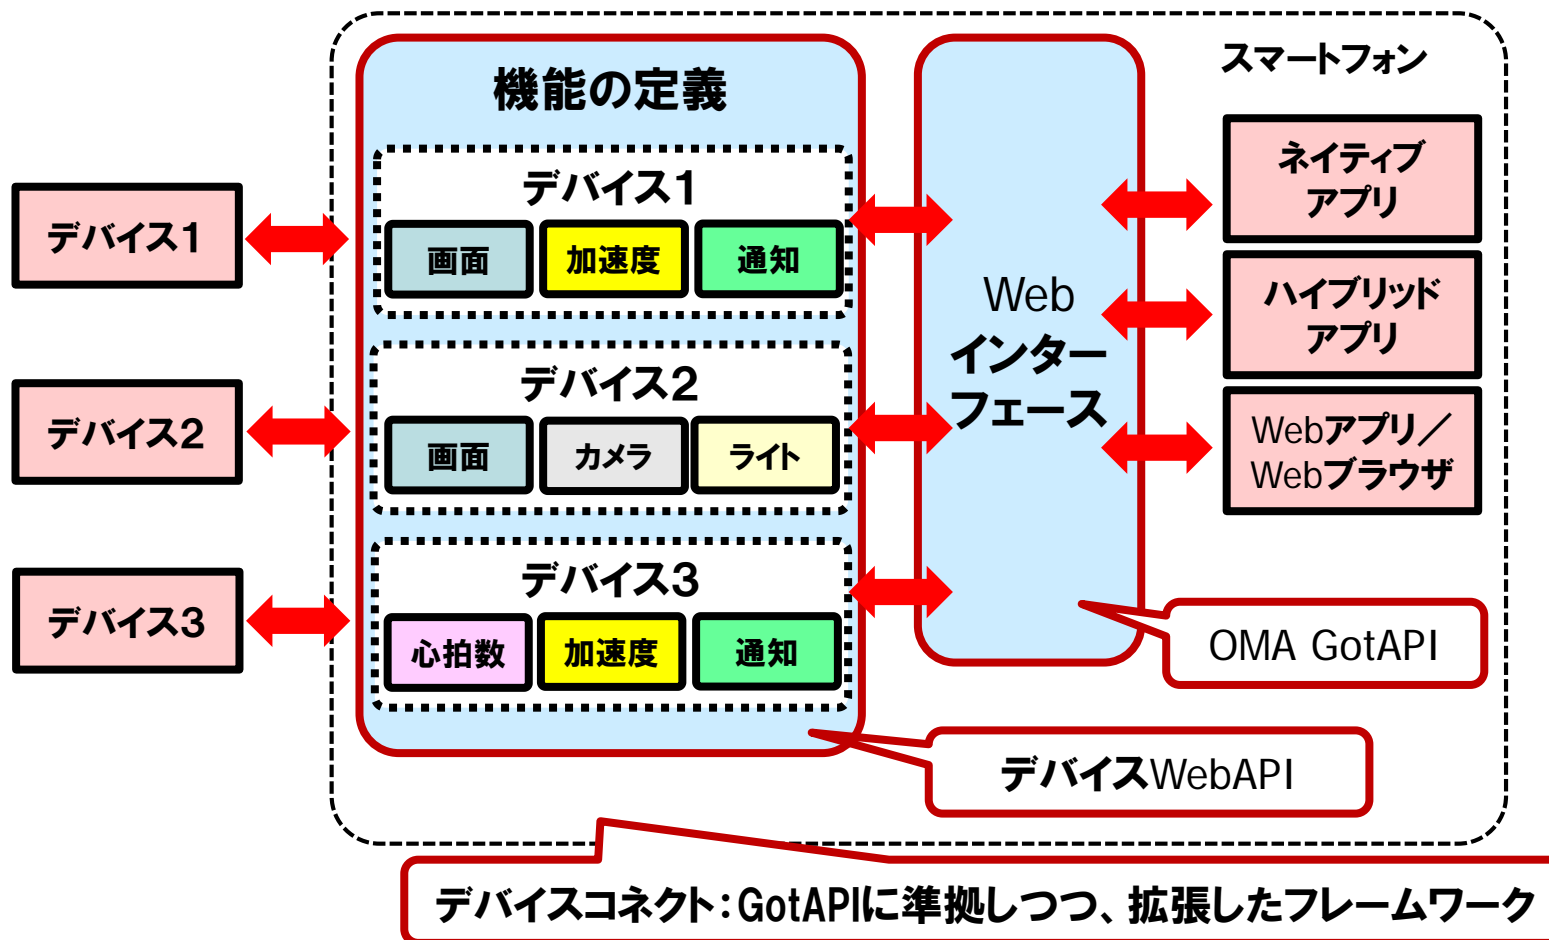 スマートフォン
機能の定義
デバイス1
デバイス1
画面
加速度
通知
デバイス2
デバイス2
画面
カメラ
ライト
デバイス3
デバイス3
心拍数
加速度
通知
Web
インター
フェース
ネイティブ
アプリ
ハイブリッド
アプリ
Webアプリ／
Webブラウザ
OMA GotAPI
デバイスWebAPI
デバイスコネクト：GotAPIに準拠しつつ、拡張したフレームワーク